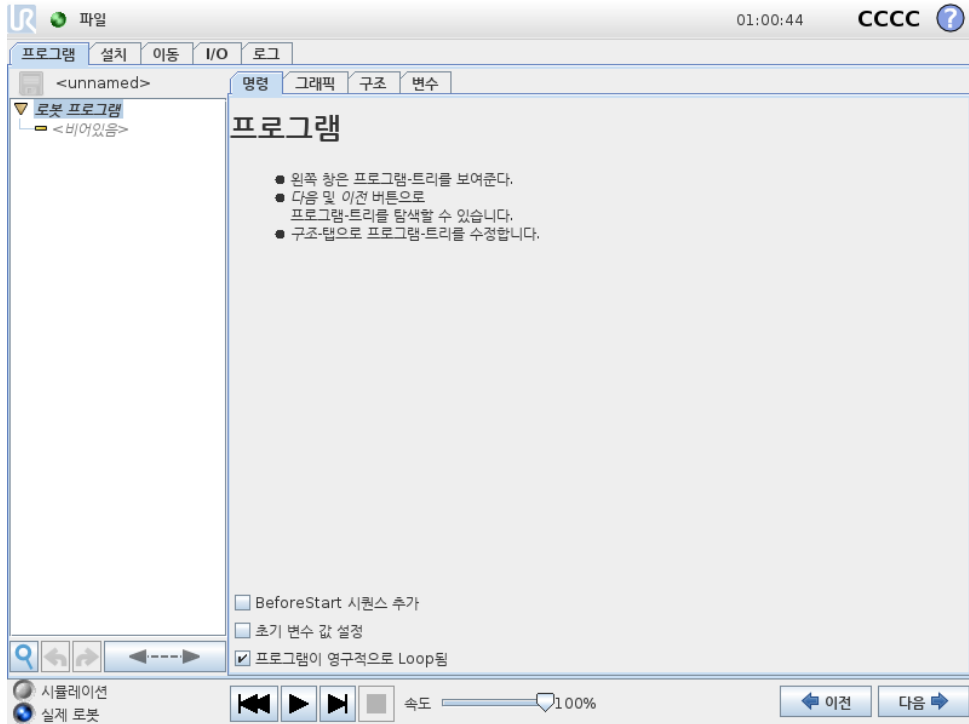 UR 파일 01:00:44 CCCC ?
프로그램 설치 이동 I/O 로그
<unnamed> 명령 그래픽 구조 변수
로봇 프로그램
<비어있음>
프로그램
왼쪽 창은 프로그램-트리를 보여준다.
다음 및 이전 버튼으로
프로그램-트리를 탐색할 수 있습니다.
구조-탭으로 프로그램-트리를 수정합니다.
BeforeStart 시퀀스 추가
초기 변수 값 설정
프로그램이 영구적으로 Loop됨
시뮬레이션
실제 로봇
속도 100% 이전 다음